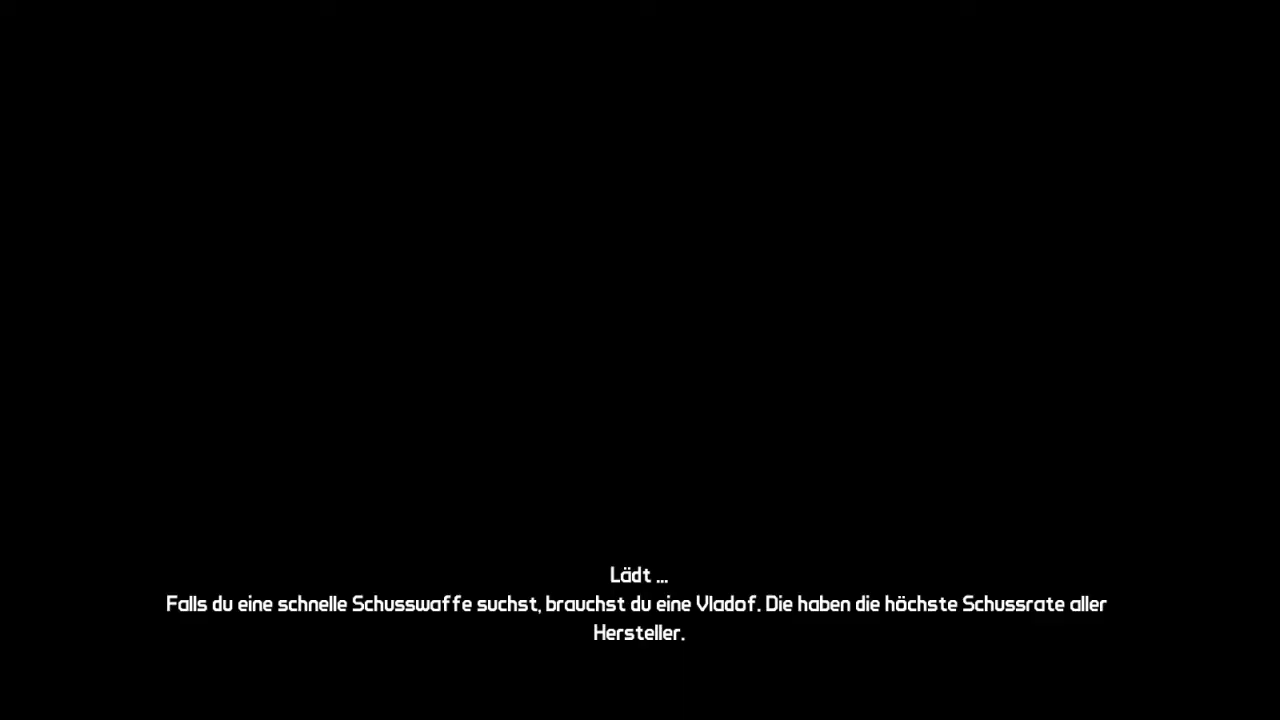 Lädt ...
Falls du eine schnelle Schusswaffe suchst, brauchst du eine Vladof. Die haben die höchste Schussrate aller
Hersteller.